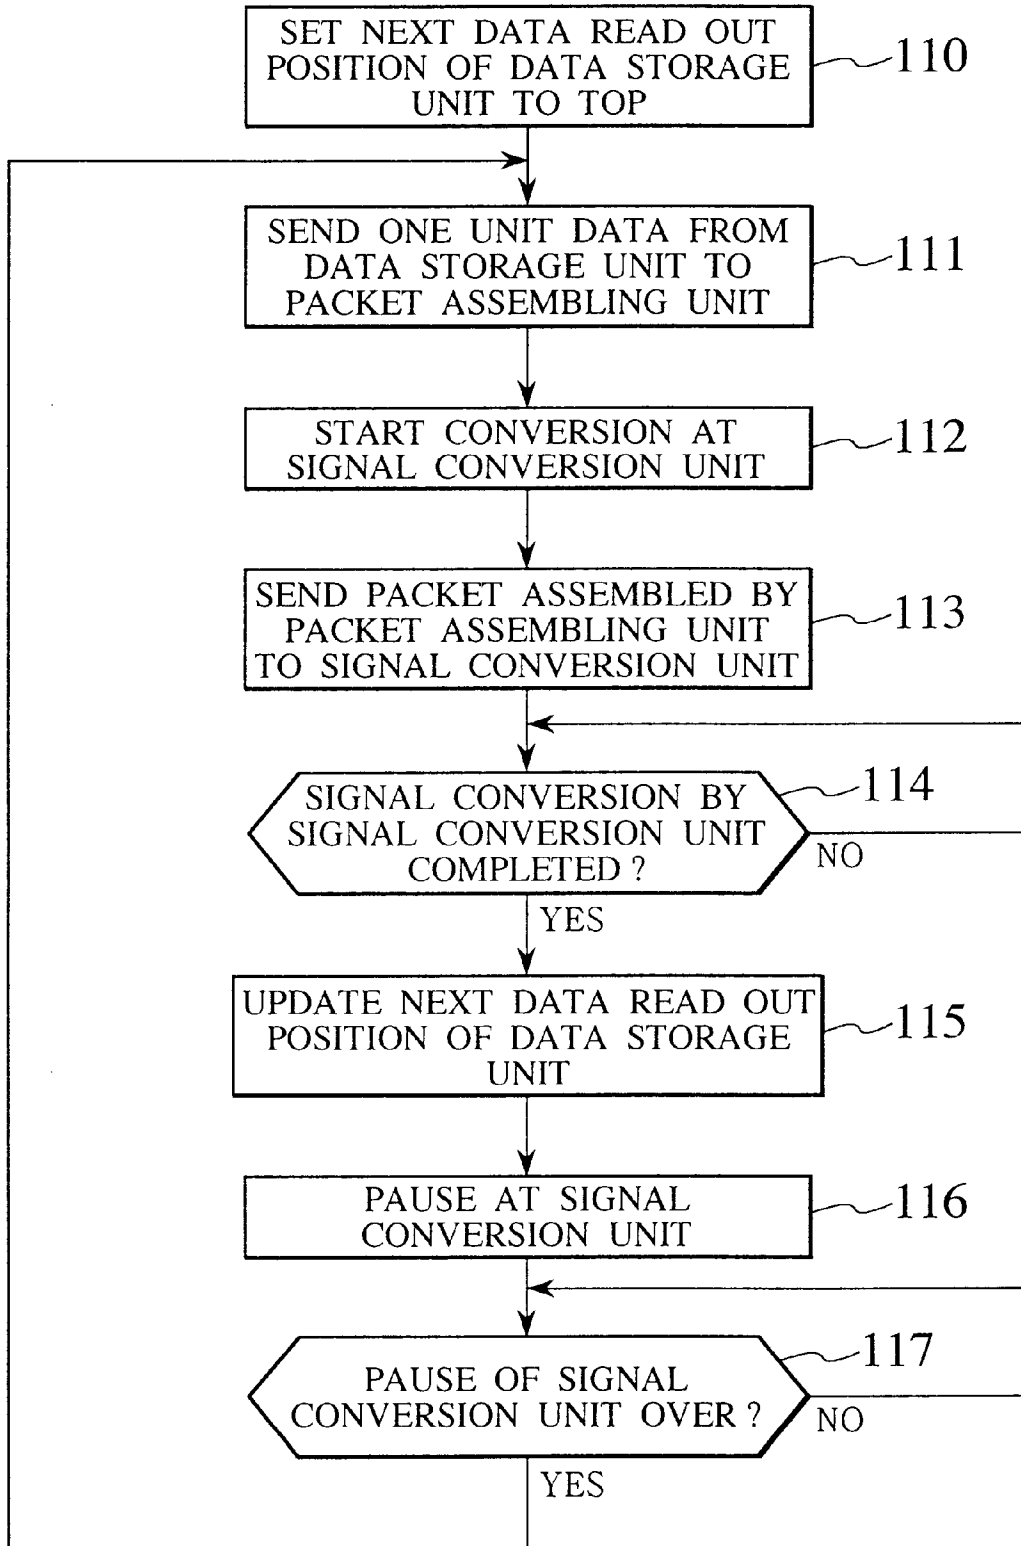 SET NEXT DATA READ OUT
POSITION OF DATA STORAGE
UNIT TO TOP
110
SEND ONE UNIT DATA FROM
DATA STORAGE UNIT TO
PACKET ASSEMBLING UNIT
111
START CONVERSION AT
SIGNAL CONVERSION UNIT
112
SEND PACKET ASSEMBLED BY
PACKET ASSEMBLING UNIT
TO SIGNAL CONVERSION UNIT
113
SIGNAL CONVERSION BY
SIGNAL CONVERSION UNIT
COMPLETED ?
114
NO
YES
UPDATE NEXT DATA READ OUT
POSITION OF DATA STORAGE
UNIT
115
PAUSE AT SIGNAL
CONVERSION UNIT
116
PAUSE OF SIGNAL
CONVERSION UNIT OVER ?
117
NO
YES